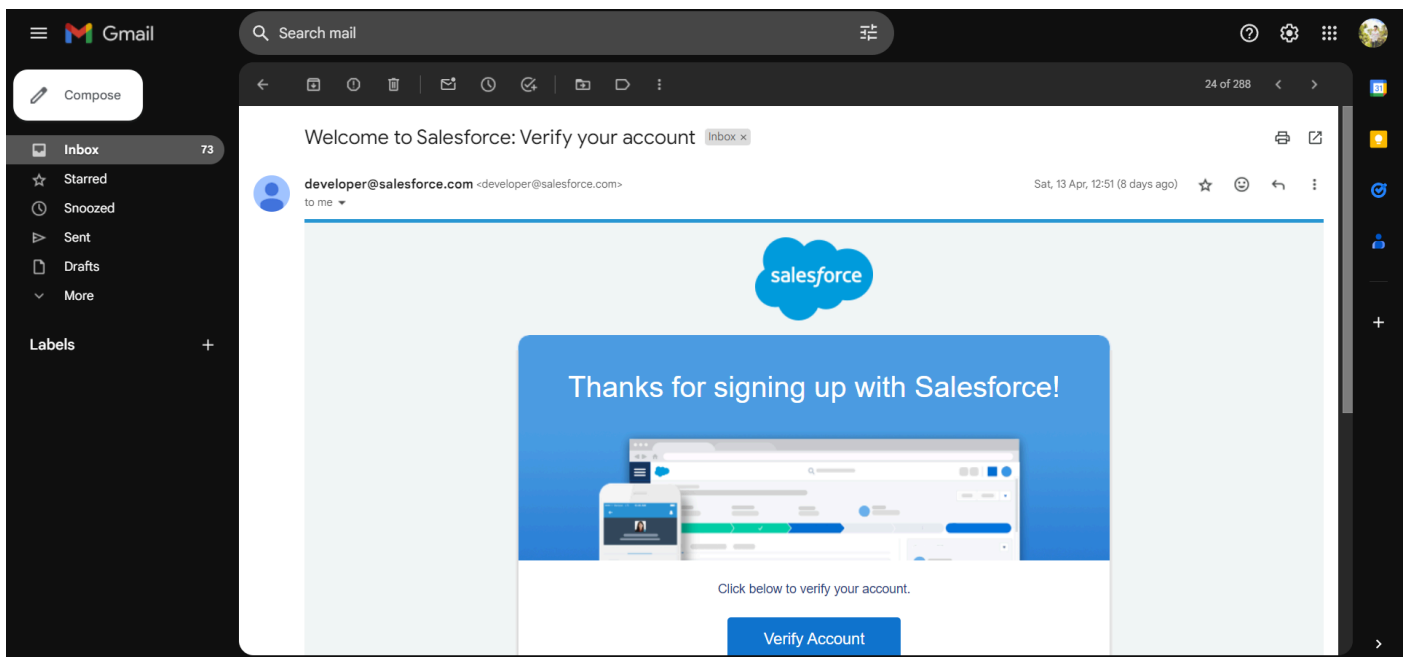 Gmail
Search mail
Compose
24 of 288
31
Inbox 73
Starred
Snoozed
Sent
Drafts
More
Labels
Welcome to Salesforce: Verify your account Inbox ×
developer@salesforce.com <developer@salesforce.com> Sat, 13 Apr, 12:51 (8 days ago)
to me
salesforce
Thanks for signing up with Salesforce!
Click below to verify your account.
Verify Account